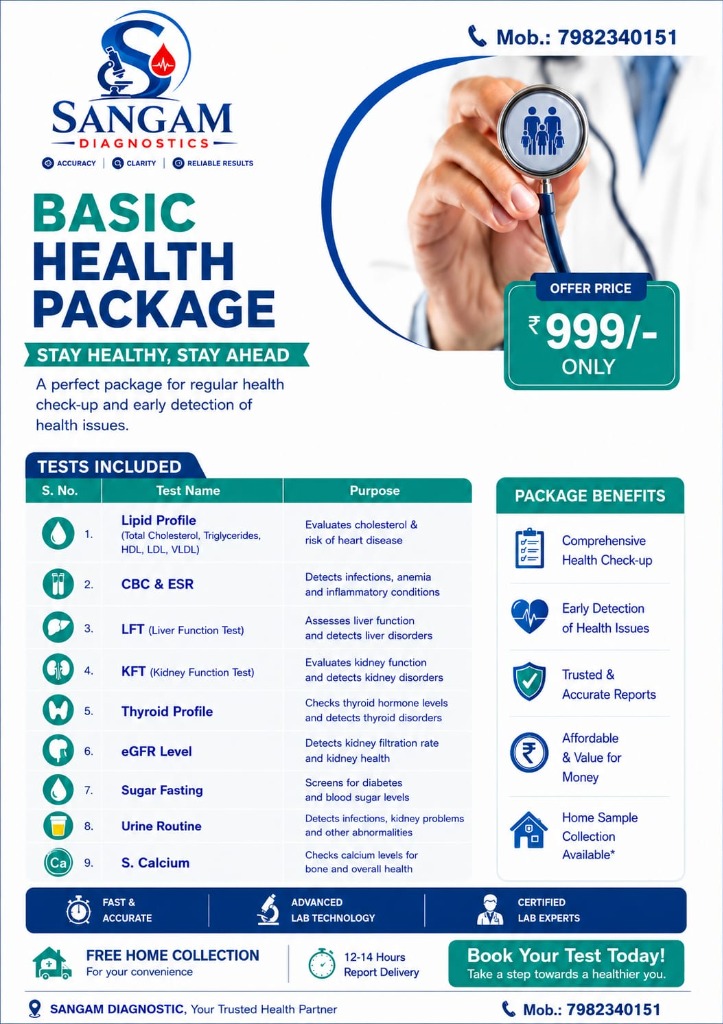 SANGAM
DIAGNOSTICS
ACCURACY | CLARITY | RELIABLE RESULTS
Mob.: 7982340151
BASIC
HEALTH
PACKAGE
STAY HEALTHY, STAY AHEAD
A perfect package for regular health
check-up and early detection of
health issues.
OFFER PRICE
₹999/-
ONLY
TESTS INCLUDED
S. No. Test Name Purpose
1. Lipid Profile
(Total Cholesterol, Triglycerides,
HDL, LDL, VLDL)
Evaluates cholesterol &
risk of heart disease
2. CBC & ESR
Detects infections, anemia
and inflammatory conditions
3. LFT (Liver Function Test)
Assesses liver function
and detects liver disorders
4. KFT (Kidney Function Test)
Evaluates kidney function
and detects kidney disorders
5. Thyroid Profile
Checks thyroid hormone levels
and detects thyroid disorders
6. eGFR Level
Detects kidney filtration rate
and kidney health
7. Sugar Fasting
Screens for diabetes
and blood sugar levels
8. Urine Routine
Detects infections, kidney problems
and other abnormalities
Ca
9. S. Calcium
Checks calcium levels for
bone and overall health
PACKAGE BENEFITS
Comprehensive
Health Check-up
Early Detection
of Health Issues
Trusted &
Accurate Reports
₹
Affordable
& Value for
Money
Home Sample
Collection
Available*
FAST &
ACCURATE
ADVANCED
LAB TECHNOLOGY
CERTIFIED
LAB EXPERTS
FREE HOME COLLECTION
For your convenience
12-14 Hours
Report Delivery
Book Your Test Today!
Take a step towards a healthier you.
SANGAM DIAGNOSTIC, Your Trusted Health Partner
Mob.: 7982340151